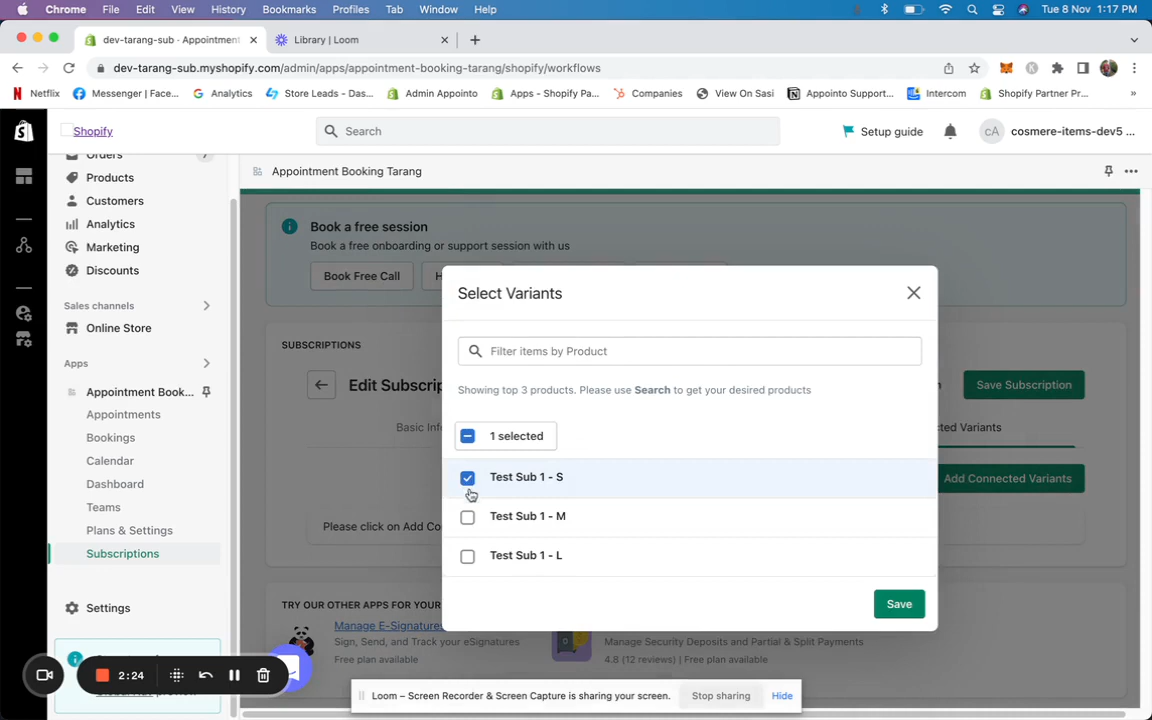 Chrome File Edit View History Bookmarks Profiles Tab Window Help Tue 8 Nov 1:17 PM
dev-tarang-sub · Appointment Library | Loom
dev-tarang-sub.myshopify.com/admin/apps/appointment-booking-tarang/shopify/workflows
Netflix Messenger | Face... Analytics Store Leads - Das... Admin Appointo Apps - Shopify Pa... Companies View On Sasi Appointo Support... Intercom Shopify Partner Pr... »
Shopify Search Setup guide cA cosmere-items-dev5 ...
Orders 7
Products
Customers
Analytics
Marketing
Discounts
Sales channels
Online Store
Apps
Appointment Book...
Appointments
Bookings
Calendar
Dashboard
Teams
Plans & Settings
Subscriptions
Settings
Appointment Booking Tarang
Book a free session
Book a free onboarding or support session with us
Book Free Call
SUBSCRIPTIONS
Edit Subscrip
Save Subscription
Basic Inf
ed Variants
Add Connected Variants
Please click on Add Co
Select Variants
Filter items by Product
Showing top 3 products. Please use Search to get your desired products
1 selected
Test Sub 1 - S
Test Sub 1 - M
Test Sub 1 - L
Save
TRY OUR OTHER APPS FOR YOUR
Manage E-Signatures
Sign, Send, and Track your eSignatures
Free plan available
Manage Security Deposits and Partial & Split Payments
4.8 (12 reviews) | Free plan available
2:24
Loom – Screen Recorder & Screen Capture is sharing your screen. Stop sharing Hide